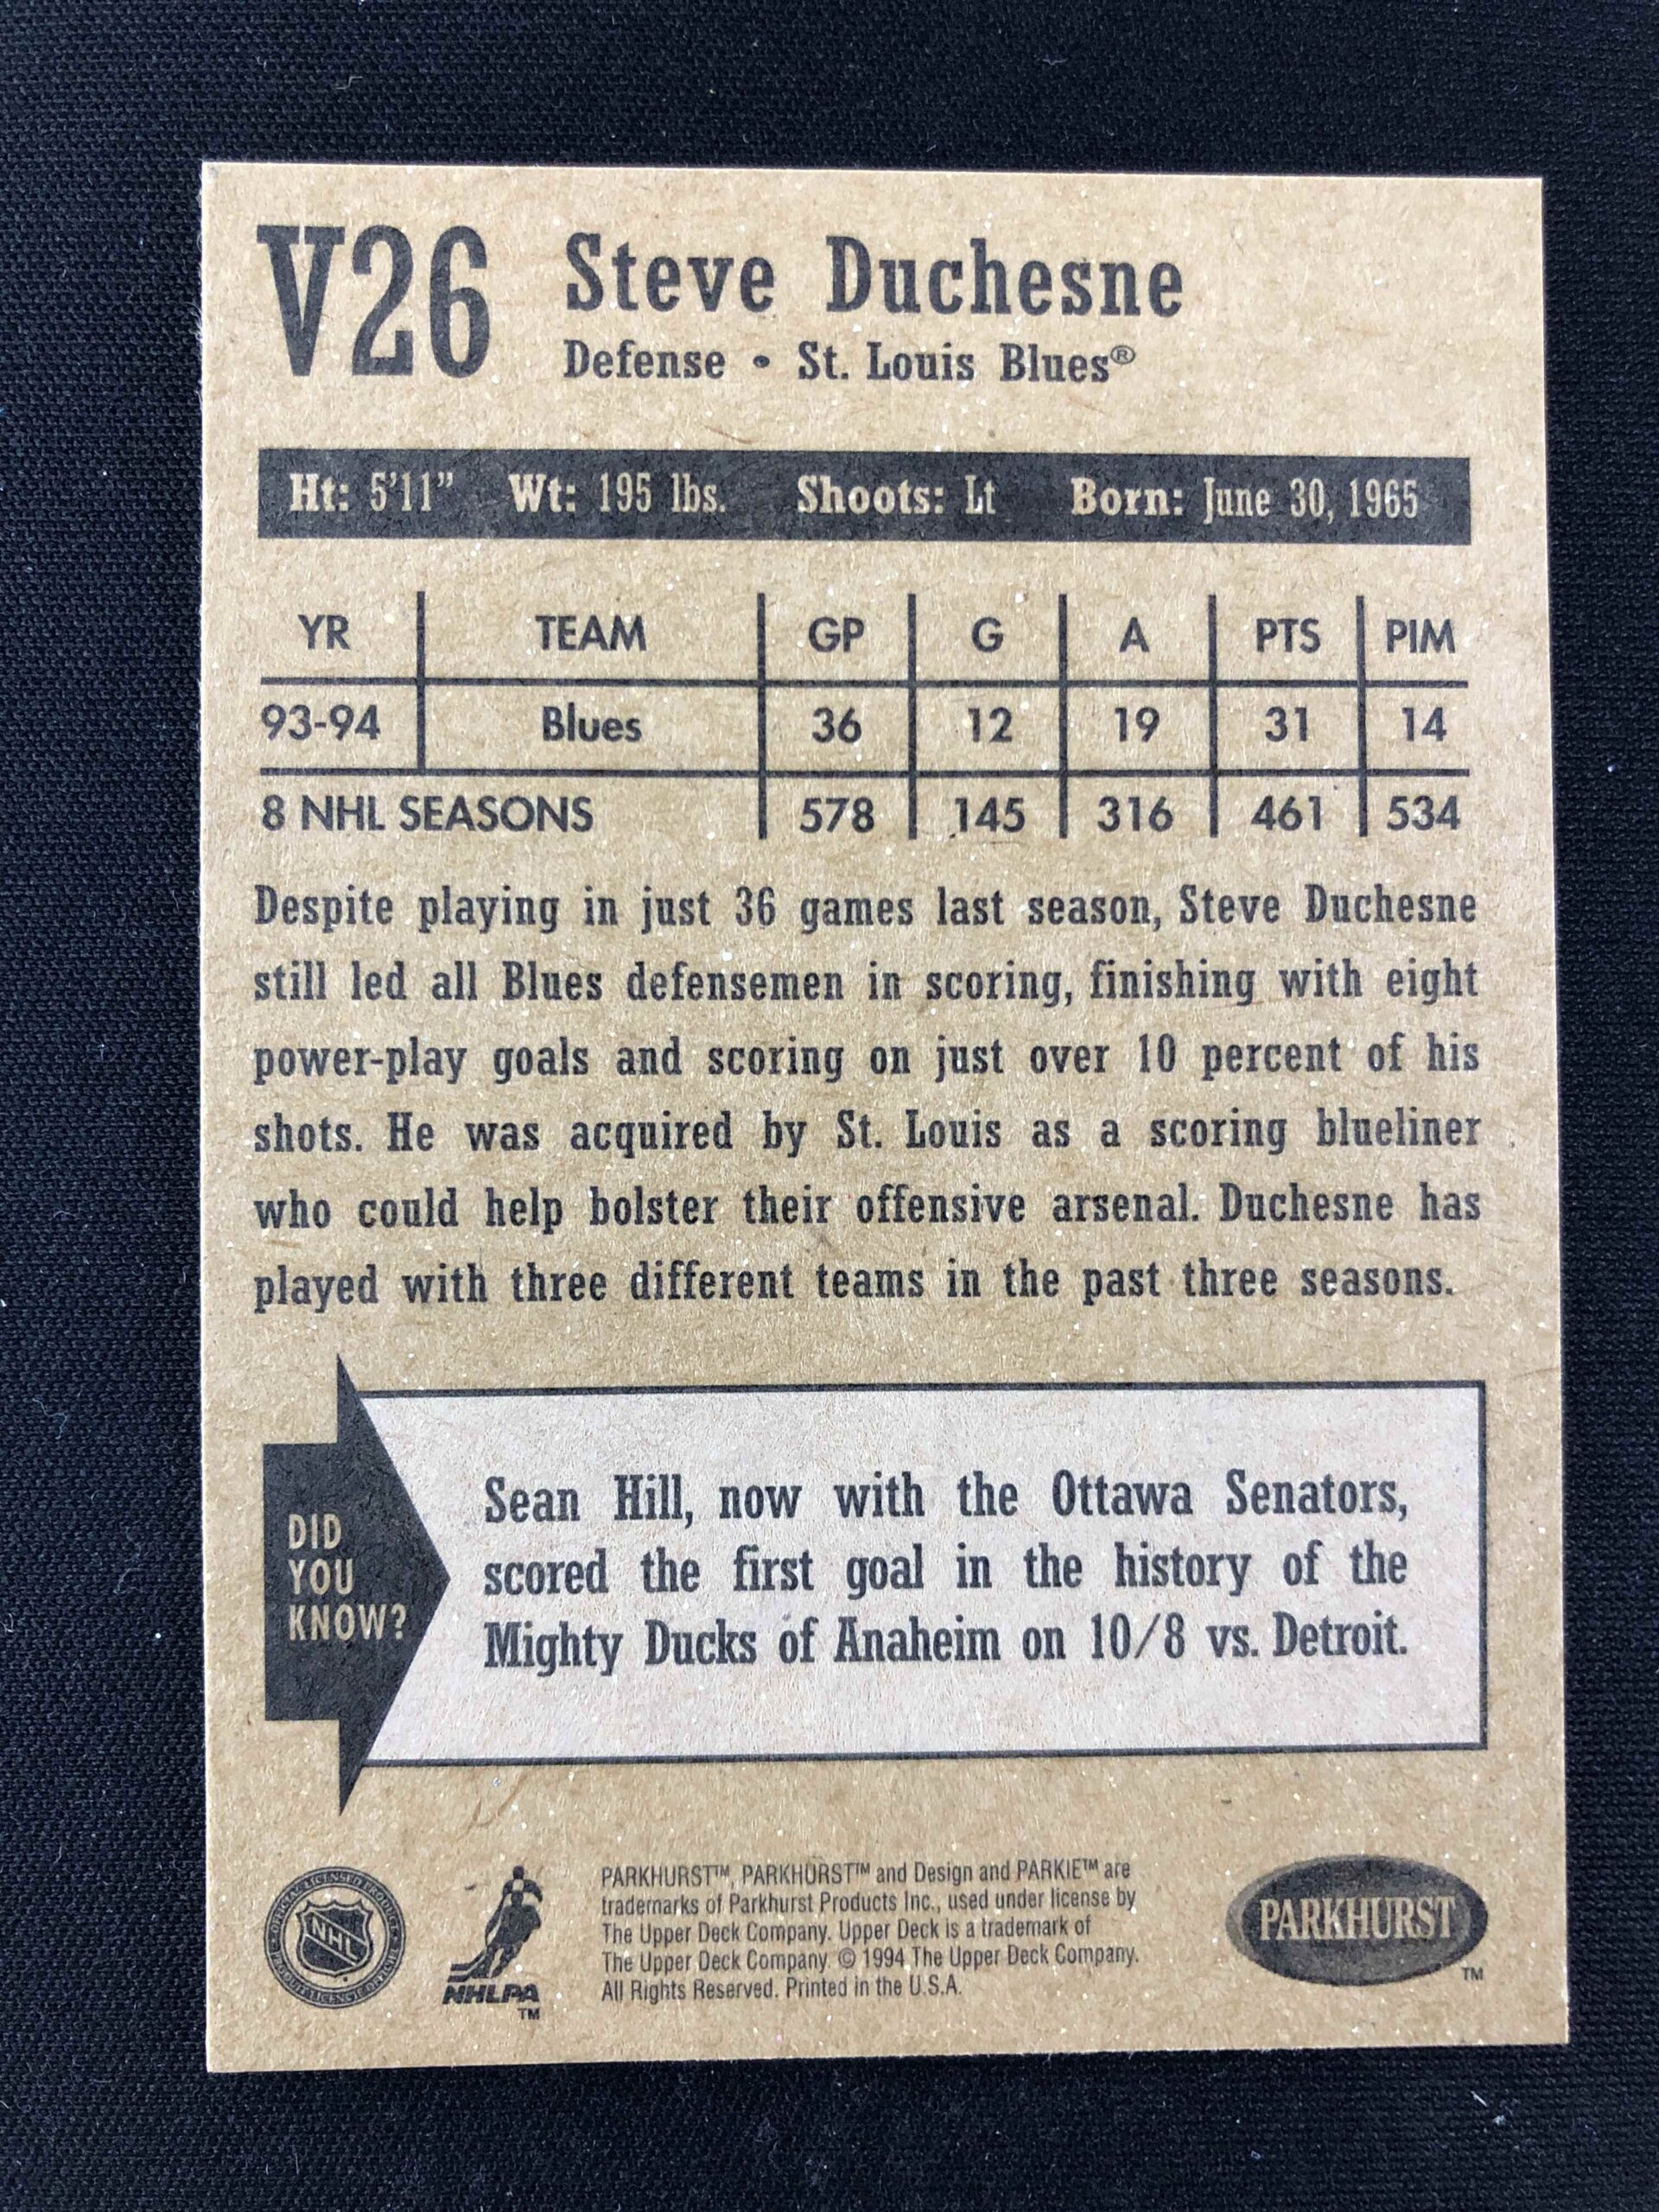 V26
Steve Duchesne
Defense • St. Louis Blues®
Ht: 5'11" Wt: 195 lbs. Shoots: Lt Born: June 30, 1965
YR TEAM GP G A PTS PIM
93-94 Blues 36 12 19 31 14
8 NHL SEASONS 578 145 316 461 534
Despite playing in just 36 games last season, Steve Duchesne
still led all Blues defensemen in scoring, finishing with eight
power-play goals and scoring on just over 10 percent of his
shots. He was acquired by St. Louis as a scoring blueliner
who could help bolster their offensive arsenal. Duchesne has
played with three different teams in the past three seasons.
DID
YOU
KNOW?
Sean Hill, now with the Ottawa Senators,
scored the first goal in the history of the
Mighty Ducks of Anaheim on 10/8 vs. Detroit.
NHL
NHLPA
TM
PARKHURST™, PARKHURST™ and Design and PARKIE™ are
trademarks of Parkhurst Products Inc., used under license by
The Upper Deck Company. Upper Deck is a trademark of
The Upper Deck Company. © 1994 The Upper Deck Company.
All Rights Reserved. Printed in the U.S.A.
PARKHURST
TM